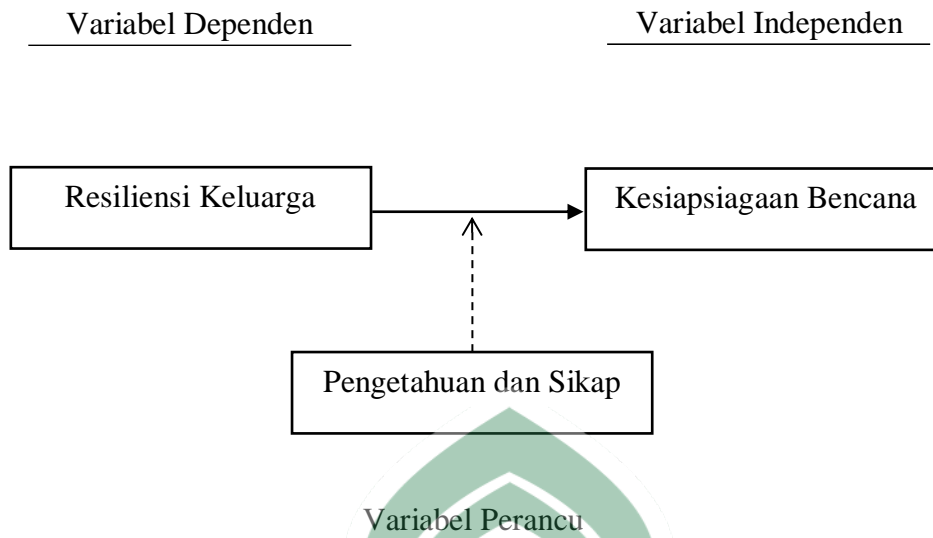 Variabel Dependen
Variabel Independen
Resiliensi Keluarga
Kesiapsiagaan Bencana
Pengetahuan dan Sikap
Variabel Perancu